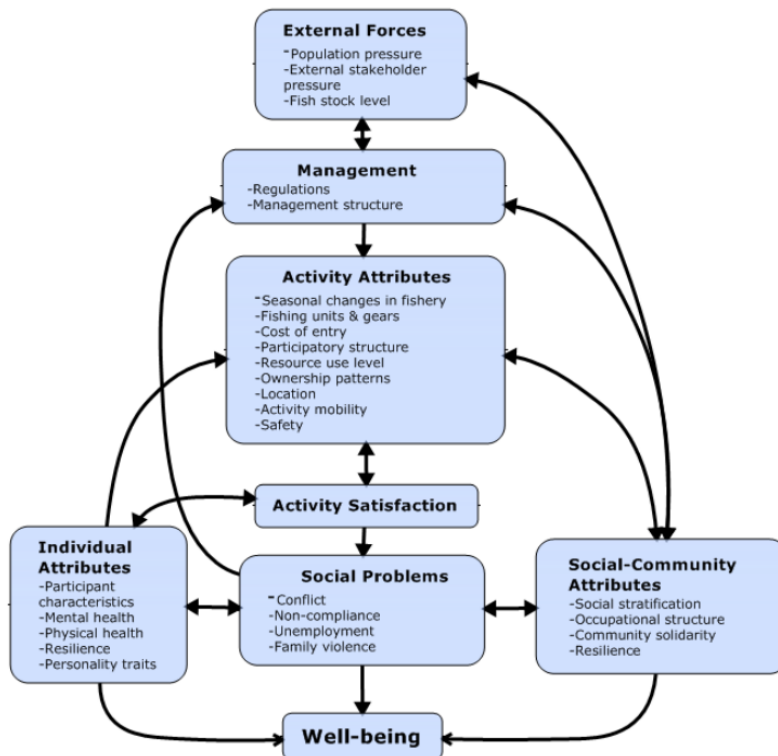 External Forces
-Population pressure
-External stakeholder
pressure
-Fish stock level
Management
-Regulations
-Management structure
Activity Attributes
-Seasonal changes in fishery
-Fishing units & gears
-Cost of entry
-Participatory structure
-Resource use level
-Ownership patterns
-Location
-Activity mobility
-Safety
Activity Satisfaction
Individual
Attributes
-Participant
characteristics
-Mental health
-Physical health
-Resilience
-Personality traits
Social Problems
-Conflict
-Non-compliance
-Unemployment
-Family violence
Social-Community
Attributes
-Social stratification
-Occupational structure
-Community solidarity
-Resilience
Well-being